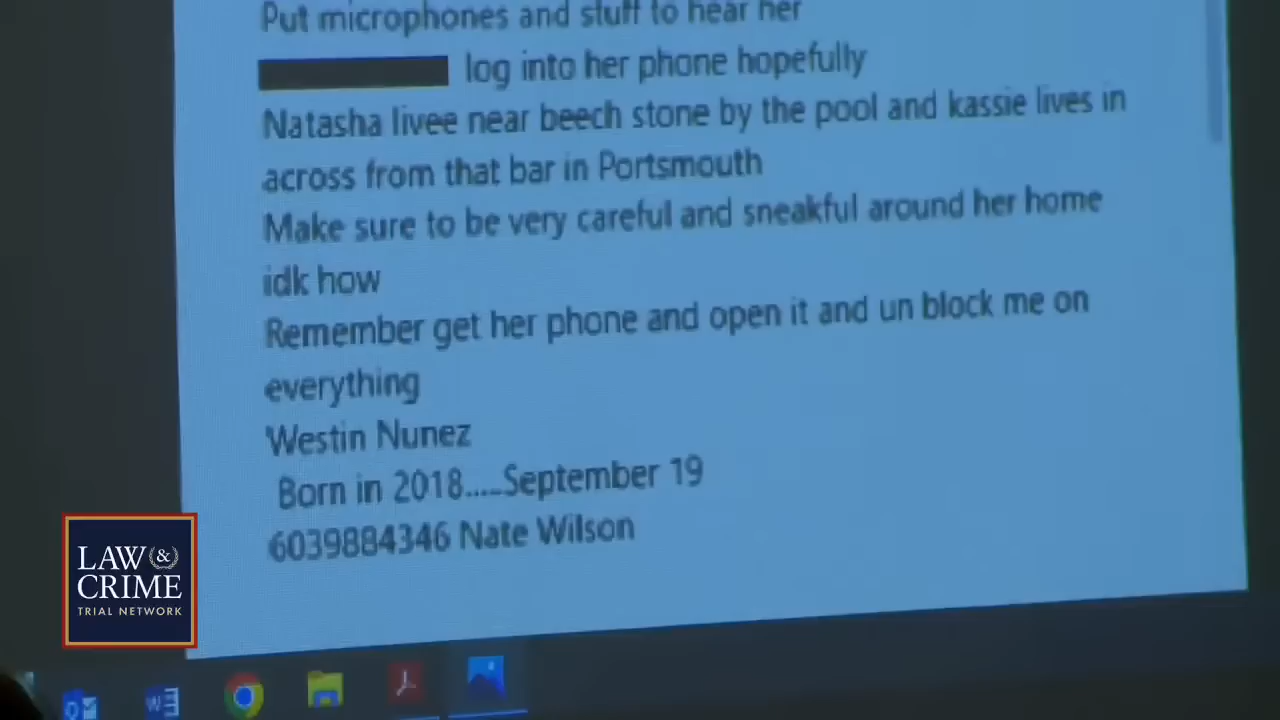 Put microphones and stuff to hear her
log into her phone hopefully
Natasha livee near beech stone by the pool and kassie lives in
across from that bar in Portsmouth
Make sure to be very careful and sneakful around her home
idk how
Remember get her phone and open it and un block me on
everything
Westin Nunez
Born in 2018.....September 19
6039884346 Nate Wilson
LAW &
CRIME
TRIAL NETWORK